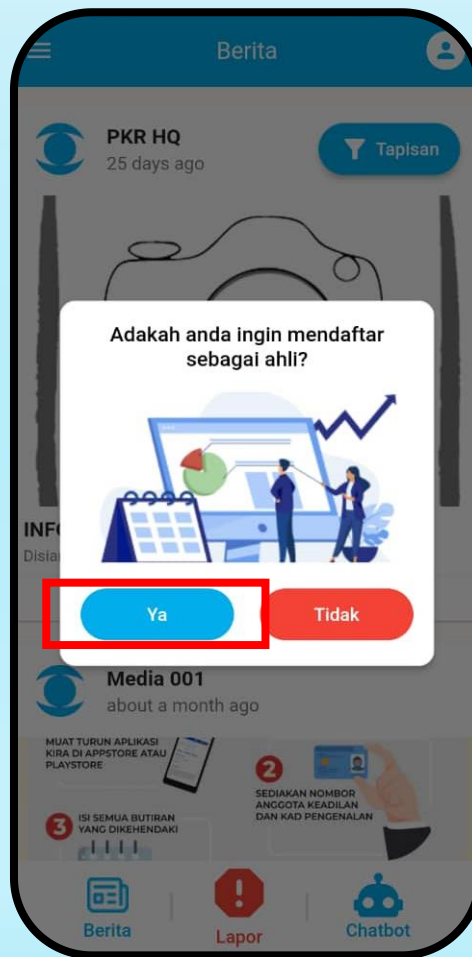 Berita
PKR HQ
25 days ago
Tapisan
Adakah anda ingin mendaftar
sebagai ahli?
INFO
Disia
Ya
Tidak
Media 001
about a month ago
MUAT TURUN APLIKASI
KIRA DI APPSTORE ATAU
PLAYSTORE
2
SEDIAKAN NOMBOR
ANGGOTA KEADILAN
DAN KAD PENGENALAN
3
ISI SEMUA BUTIRAN
YANG DIKEHENDAKI
Berita
Lapor
Chatbot